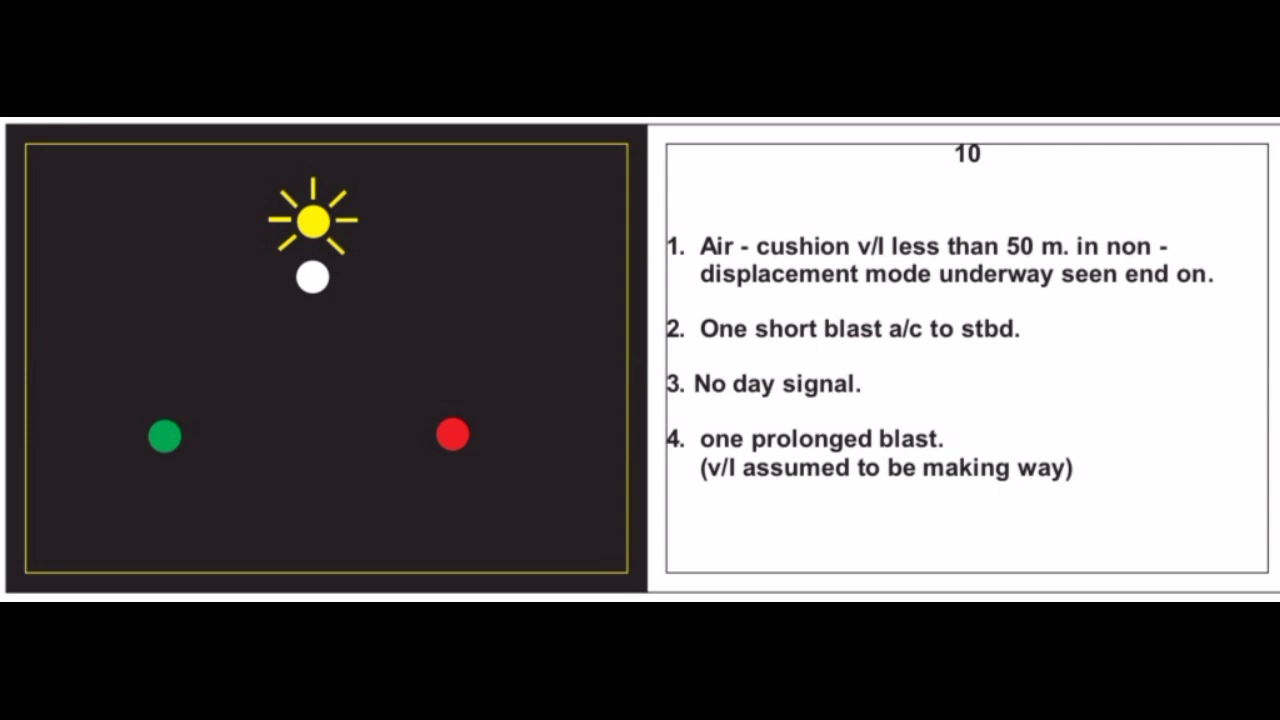 10
1. Air - cushion v/l less than 50 m. in non -
displacement mode underway seen end on.
2. One short blast a/c to stbd.
3. No day signal.
4. one prolonged blast.
(v/l assumed to be making way)